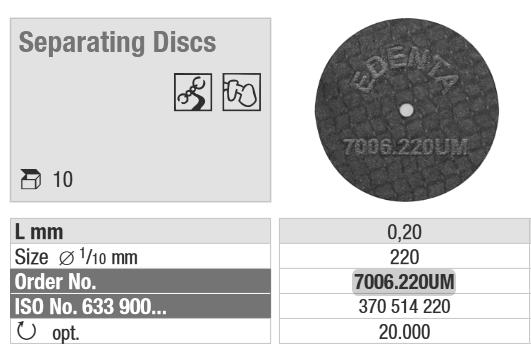 Separating Discs
10
EDENTA
7006.220UM
L mm 0,20
Size ⌀ 1/10 mm 220
Order No. 7006.220UM
ISO No. 633 900... 370 514 220
opt. 20.000